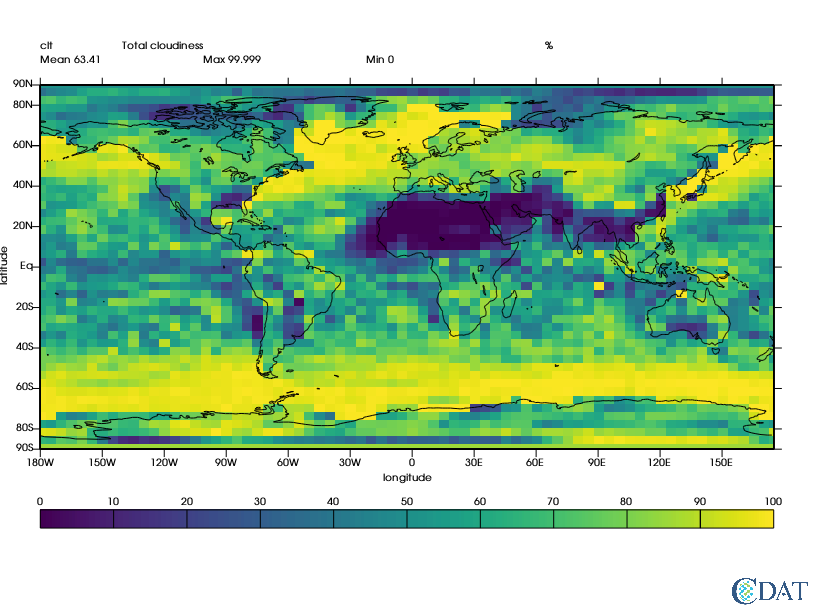 clt Total cloudiness %
Mean 63.41 Max 99.999 Min 0
90N
80N
60N
40N
20N
Eq
20S
40S
60S
80S
90S
latitude
180W 150W 120W 90W 60W 30W 0 30E 60E 90E 120E 150E
longitude
0 10 20 30 40 50 60 70 80 90 100
CDAT